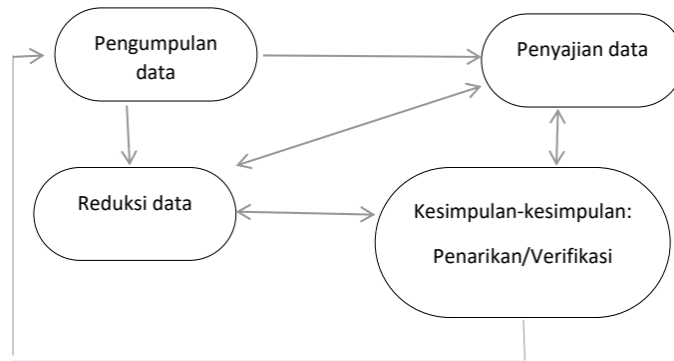 Pengumpulan
data
Penyajian data
Reduksi data
Kesimpulan-kesimpulan:
Penarikan/Verifikasi